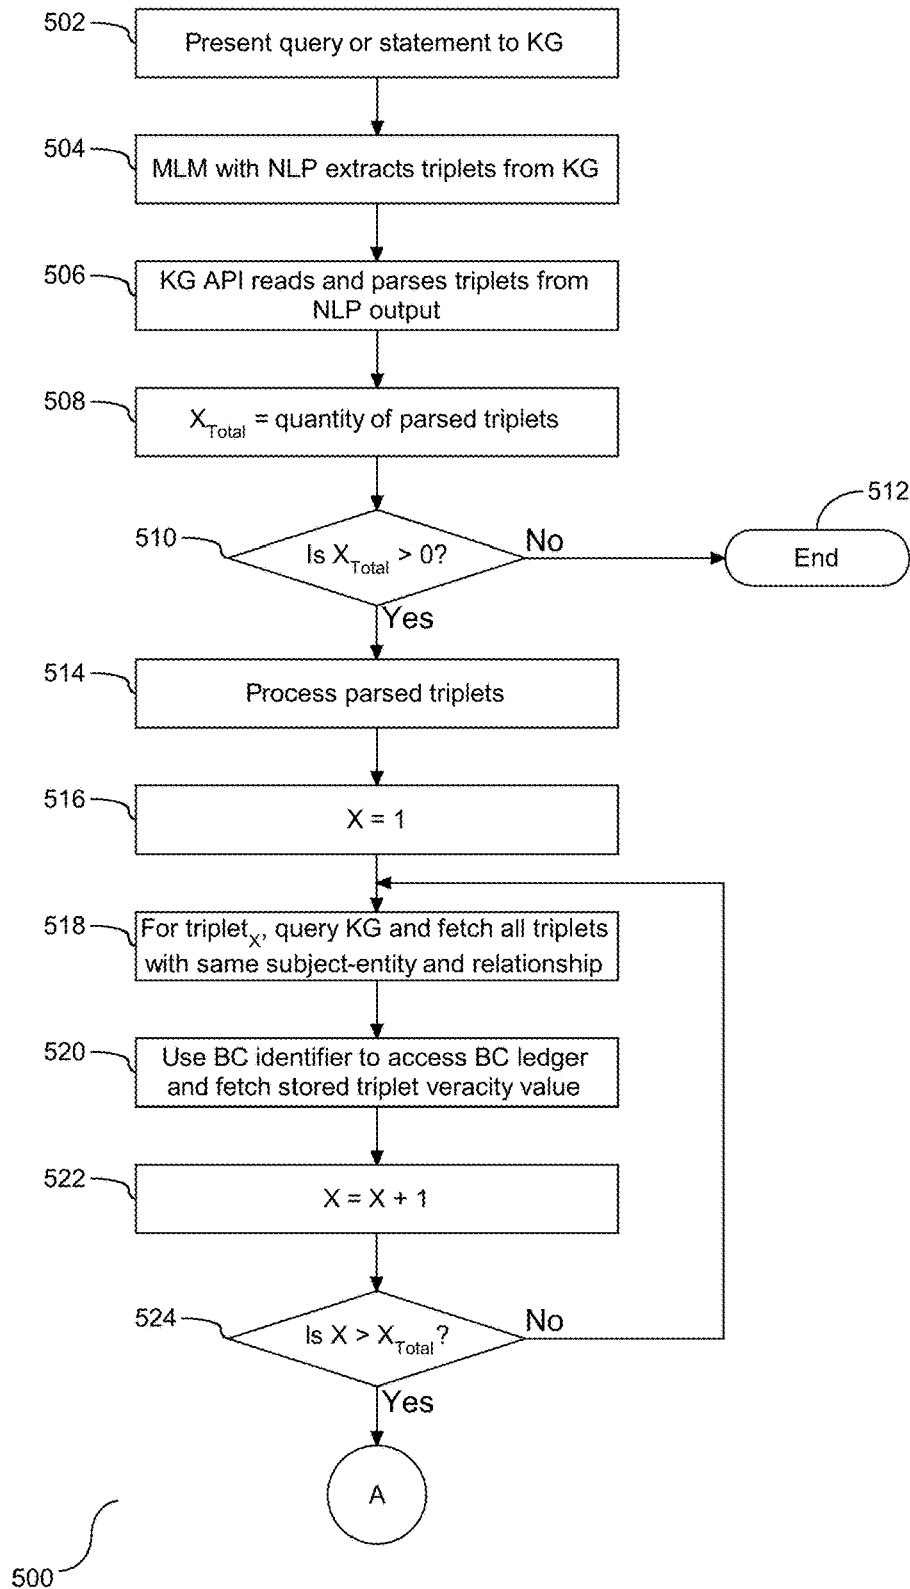 502
Present query or statement to KG
504
MLM with NLP extracts triplets from KG
506
KG API reads and parses triplets from
NLP output
508
XTotal = quantity of parsed triplets
510
Is XTotal > 0?
No
512
End
Yes
514
Process parsed triplets
516
X = 1
518
For tripletX, query KG and fetch all triplets
with same subject-entity and relationship
520
Use BC identifier to access BC ledger
and fetch stored triplet veracity value
522
X = X + 1
524
Is X > XTotal?
No
Yes
A
500